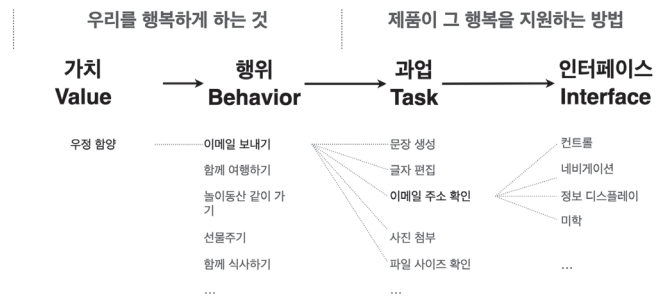 우리를 행복하게 하는 것
제품이 그 행복을 지원하는 방법
가치
Value
행위
Behavior
과업
Task
인터페이스
Interface
우정 함양
이메일 보내기
함께 여행하기
놀이동산 같이 가
기
선물주기
함께 식사하기
...
문장 생성
글자 편집
이메일 주소 확인
사진 첨부
파일 사이즈 확인
...
컨트롤
네비게이션
정보 디스플레이
미학
...